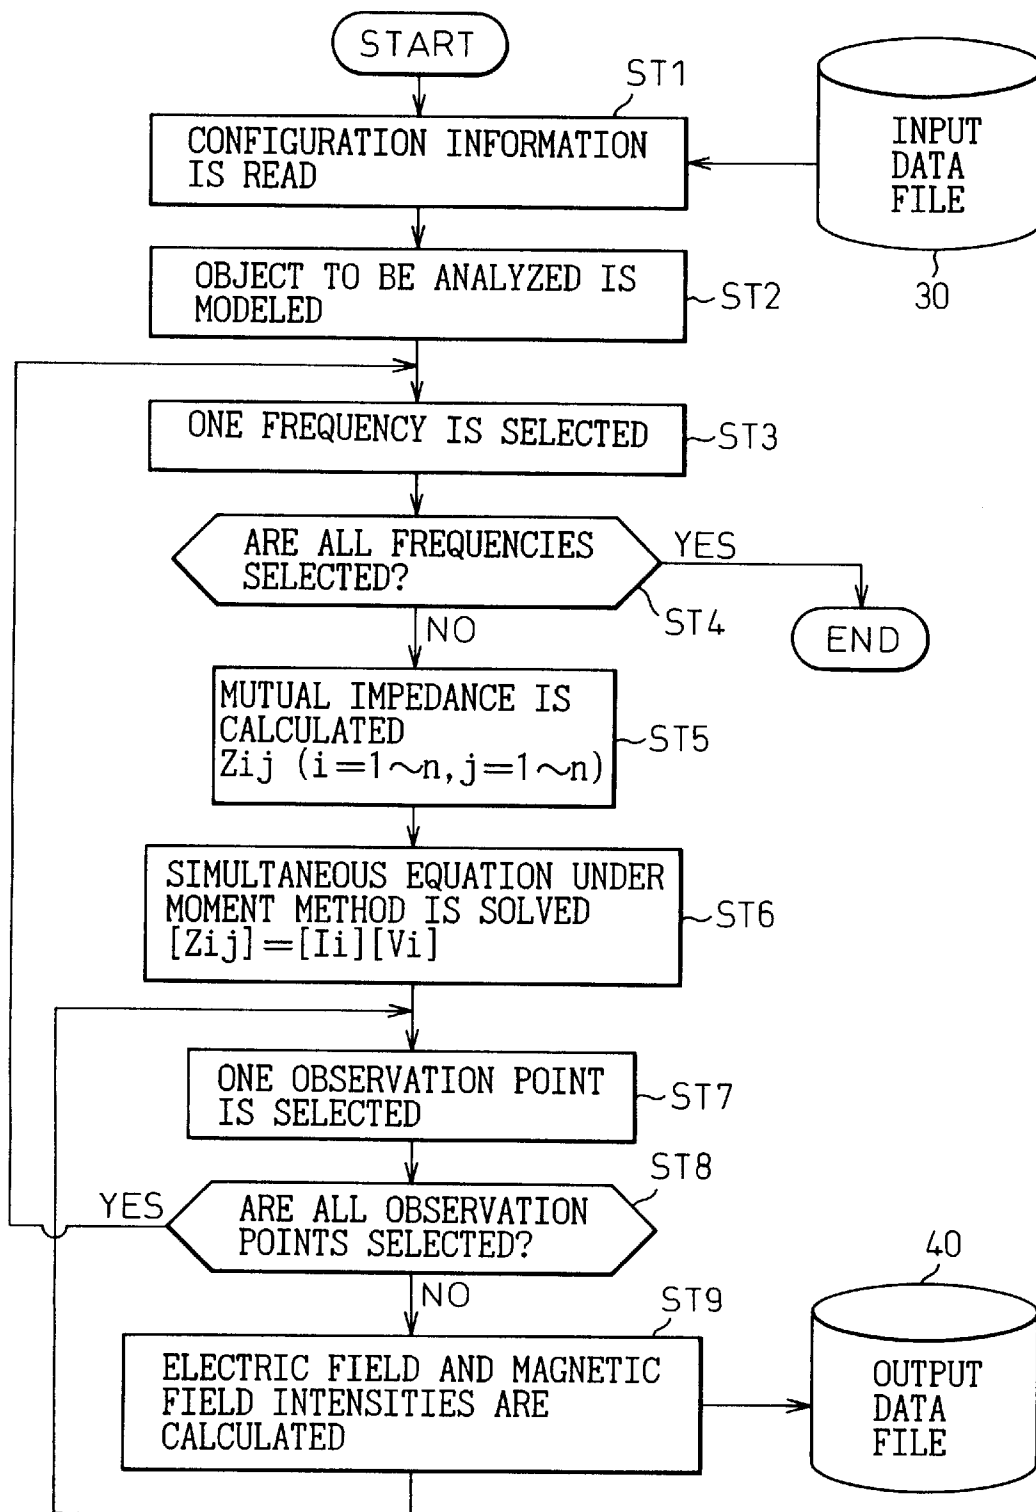 START
ST1
CONFIGURATION INFORMATION
IS READ
INPUT
DATA
FILE
30
OBJECT TO BE ANALYZED IS
MODELED
ST2
ONE FREQUENCY IS SELECTED
ST3
ARE ALL FREQUENCIES
SELECTED?
YES
ST4
END
NO
MUTUAL IMPEDANCE IS
CALCULATED
Zij (i=1~n, j=1~n)
ST5
SIMULTANEOUS EQUATION UNDER
MOMENT METHOD IS SOLVED
[Zij]=[Ii][Vi]
ST6
ONE OBSERVATION POINT
IS SELECTED
ST7
ST8
YES
ARE ALL OBSERVATION
POINTS SELECTED?
NO
40
ST9
ELECTRIC FIELD AND MAGNETIC
FIELD INTENSITIES ARE
CALCULATED
OUTPUT
DATA
FILE